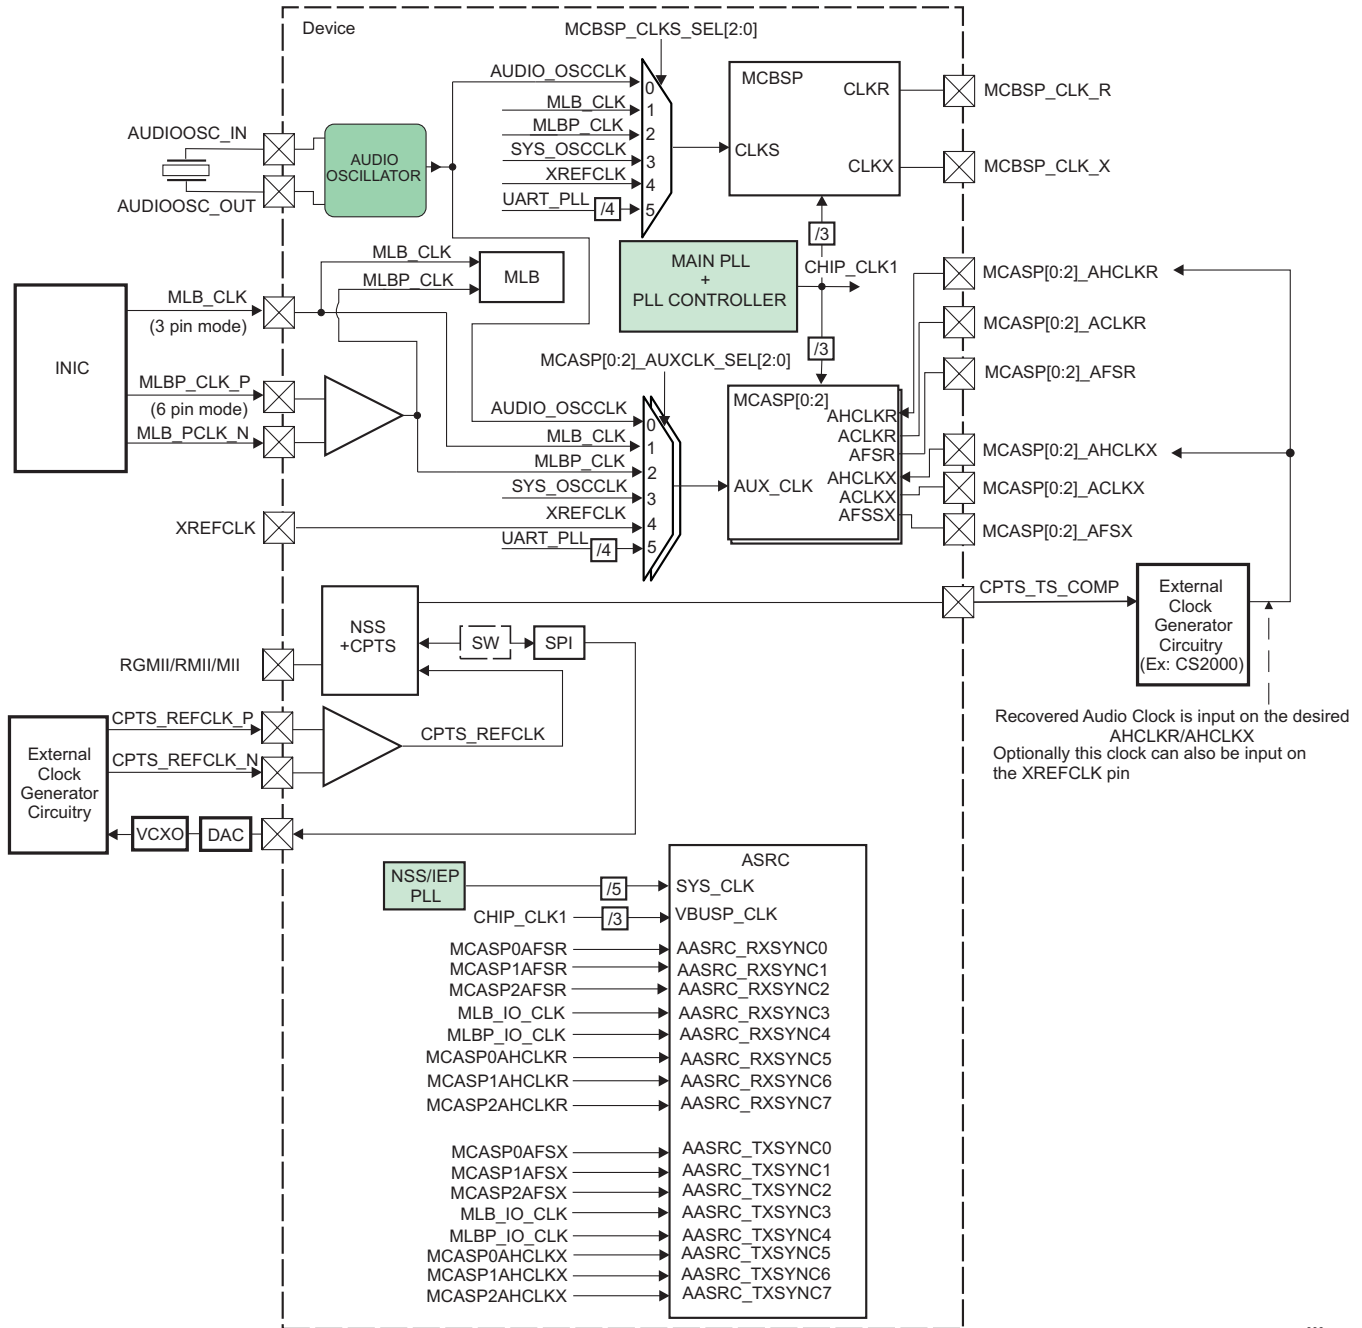 Device
MCBSP_CLKS_SEL[2:0]
AUDIOOSC_IN
AUDIOOSC_OUT
AUDIO
OSCILLATOR
AUDIO_OSCCLK
MLB_CLK
MLBP_CLK
SYS_OSCCLK
XREFCLK
UART_PLL
/4
0
1
2
3
4
5
MCBSP
CLKS
CLKR
CLKX
MCBSP_CLK_R
MCBSP_CLK_X
/3
MAIN PLL
+
PLL CONTROLLER
CHIP_CLK1
/3
MLB_CLK
MLBP_CLK
MLB
INIC
MLB_CLK
(3 pin mode)
MLBP_CLK_P
(6 pin mode)
MLB_PCLK_N
XREFCLK
MCASP[0:2]_AUXCLK_SEL[2:0]
AUDIO_OSCCLK
MLB_CLK
MLBP_CLK
SYS_OSCCLK
XREFCLK
UART_PLL
/4
0
1
2
3
4
5
MCASP[0:2]
AUX_CLK
AHCLKR
ACLKR
AFSR
AHCLKX
ACLKX
AFSSX
MCASP[0:2]_AHCLKR
MCASP[0:2]_ACLKR
MCASP[0:2]_AFSR
MCASP[0:2]_AHCLKX
MCASP[0:2]_ACLKX
MCASP[0:2]_AFSX
CPTS_TS_COMP
External
Clock
Generator
Circuitry
(Ex: CS2000)
Recovered Audio Clock is input on the desired
AHCLKR/AHCLKX
Optionally this clock can also be input on
the XREFCLK pin
NSS
+CPTS
SW
SPI
RGMII/RMII/MII
CPTS_REFCLK_P
CPTS_REFCLK_N
CPTS_REFCLK
External
Clock
Generator
Circuitry
VCXO
DAC
ASRC
NSS/IEP
PLL
/5
SYS_CLK
CHIP_CLK1
/3
VBUSP_CLK
MCASP0AFSR AASRC_RXSYNC0
MCASP1AFSR AASRC_RXSYNC1
MCASP2AFSR AASRC_RXSYNC2
MLB_IO_CLK AASRC_RXSYNC3
MLBP_IO_CLK AASRC_RXSYNC4
MCASP0AHCLKR AASRC_RXSYNC5
MCASP1AHCLKR AASRC_RXSYNC6
MCASP2AHCLKR AASRC_RXSYNC7
MCASP0AFSX AASRC_TXSYNC0
MCASP1AFSX AASRC_TXSYNC1
MCASP2AFSX AASRC_TXSYNC2
MLB_IO_CLK AASRC_TXSYNC3
MLBP_IO_CLK AASRC_TXSYNC4
MCASP0AHCLKX AASRC_TXSYNC5
MCASP1AHCLKX AASRC_TXSYNC6
MCASP2AHCLKX AASRC_TXSYNC7